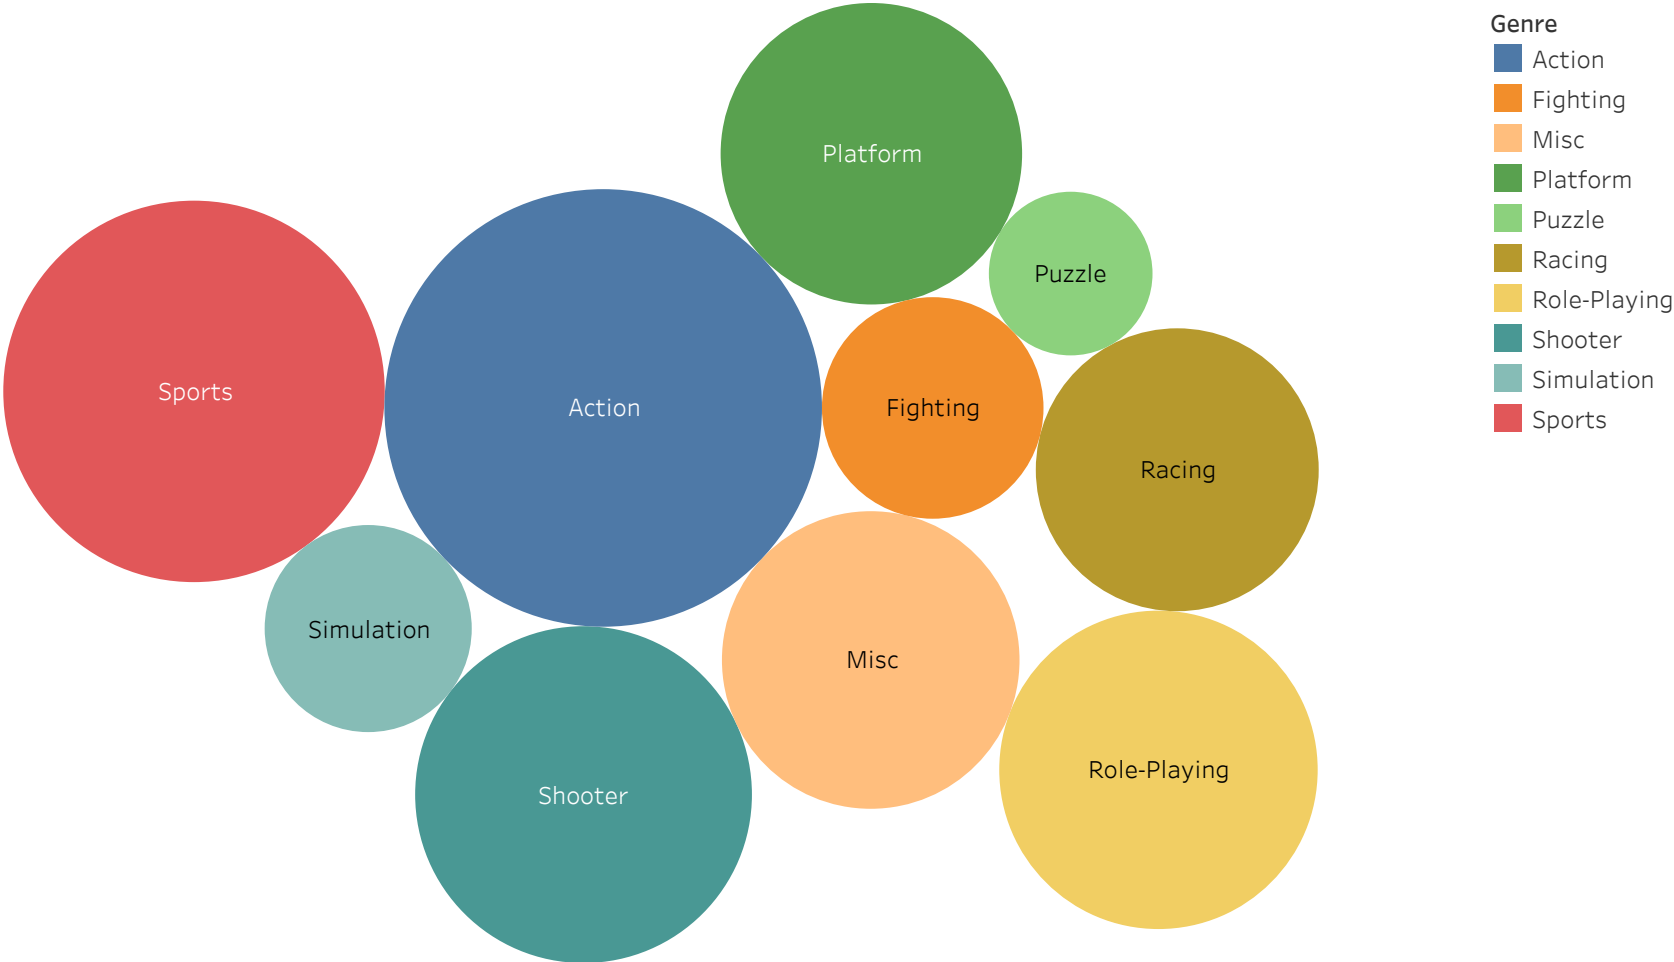 Platform
Puzzle
Sports
Action
Fighting
Racing
Simulation
Misc
Shooter
Role-Playing
Genre
Action
Fighting
Misc
Platform
Puzzle
Racing
Role-Playing
Shooter
Simulation
Sports